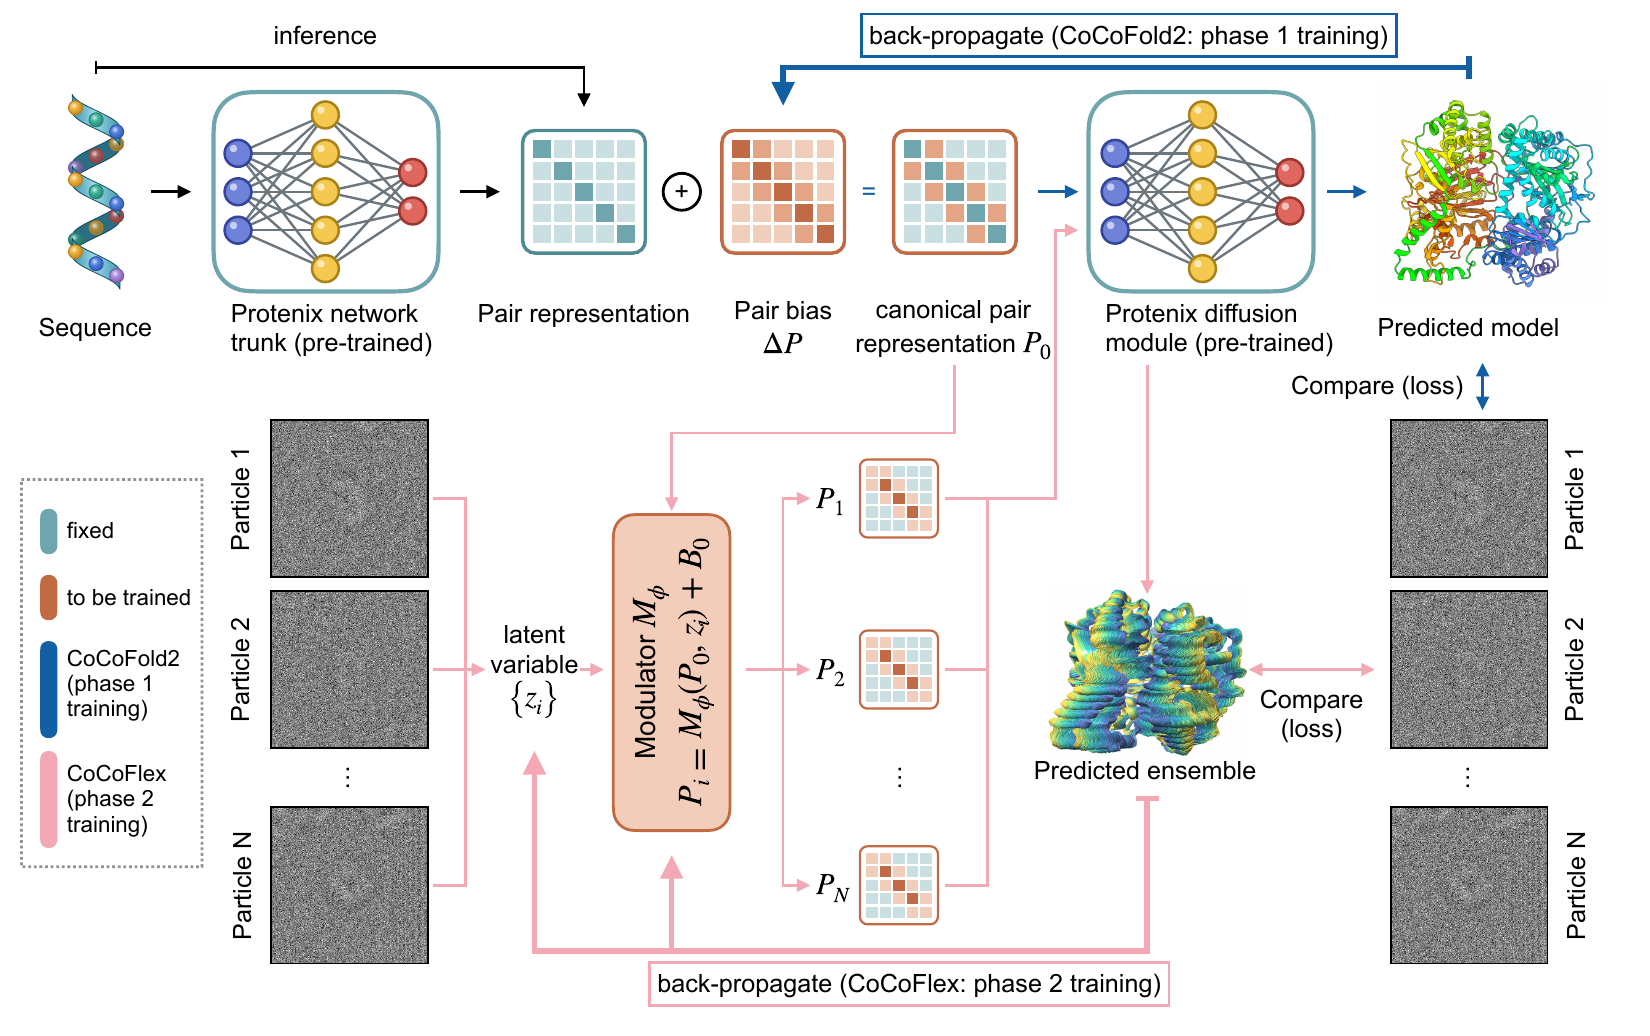 inference
back-propagate (CoCoFold2: phase 1 training)
+
=
Sequence
Protenix network
trunk (pre-trained)
Pair representation
Pair bias
ΔP
canonical pair
representation P₀
Protenix diffusion
module (pre-trained)
Predicted model
Compare (loss)
fixed
to be trained
CoCoFold2
(phase 1
training)
CoCoFlex
(phase 2
training)
Particle 1
Particle 2
⋮
Particle N
latent
variable
{zᵢ}
Modulator M_ϕ
Pᵢ = M_ϕ(P₀, zᵢ) + B₀
P₁
P₂
⋮
P_N
Predicted ensemble
Compare
(loss)
Particle 1
Particle 2
⋮
Particle N
back-propagate (CoCoFlex: phase 2 training)